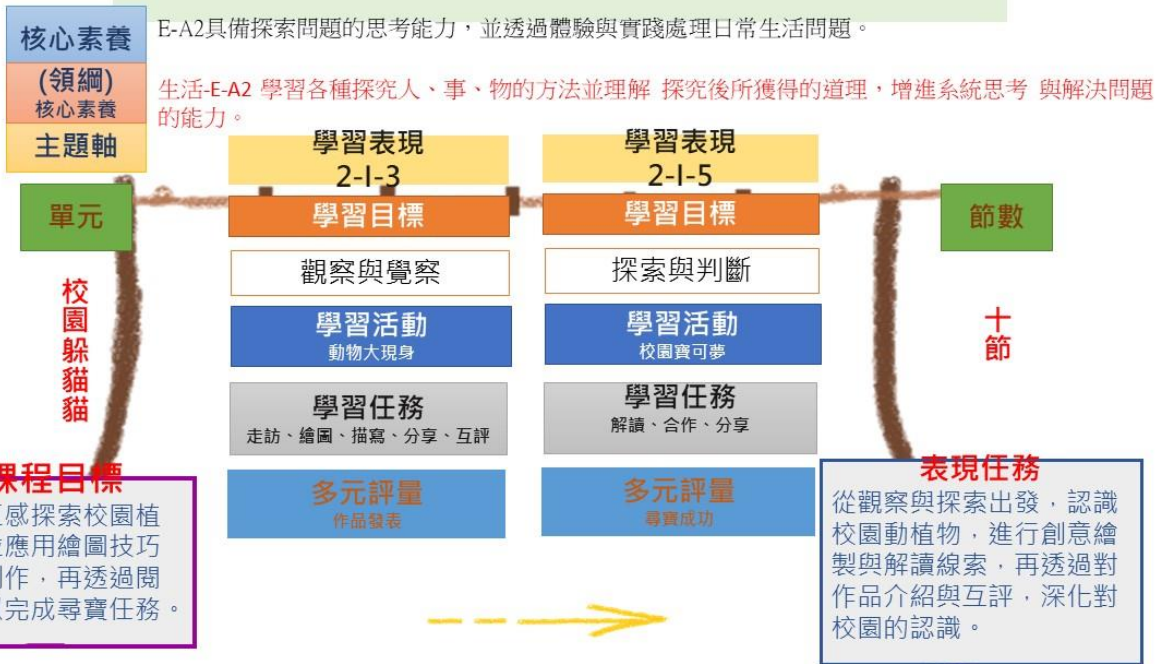 核心素養
E-A2具備探索問題的思考能力，並透過體驗與實踐處理日常生活問題。
(領綱)
核心素養
生活-E-A2 學習各種探究人、事、物的方法並理解 探究後所獲得的道理，增進系統思考 與解決問題
的能力。
主題軸
單元
校園躲貓貓
學習表現
2-I-3
學習目標
觀察與覺察
學習活動
動物大現身
學習任務
走訪、繪圖、描寫、分享、互評
多元評量
作品發表
學習表現
2-I-5
學習目標
探索與判斷
學習活動
校園寶可夢
學習任務
解讀、合作、分享
多元評量
尋寶成功
節數
十節
課程目標
感探索校園植
應用繪圖技巧
作，再透過閱
完成尋寶任務。
表現任務
從觀察與探索出發，認識
校園動植物，進行創意繪
製與解讀線索，再透過對
作品介紹與互評，深化對
校園的認識。